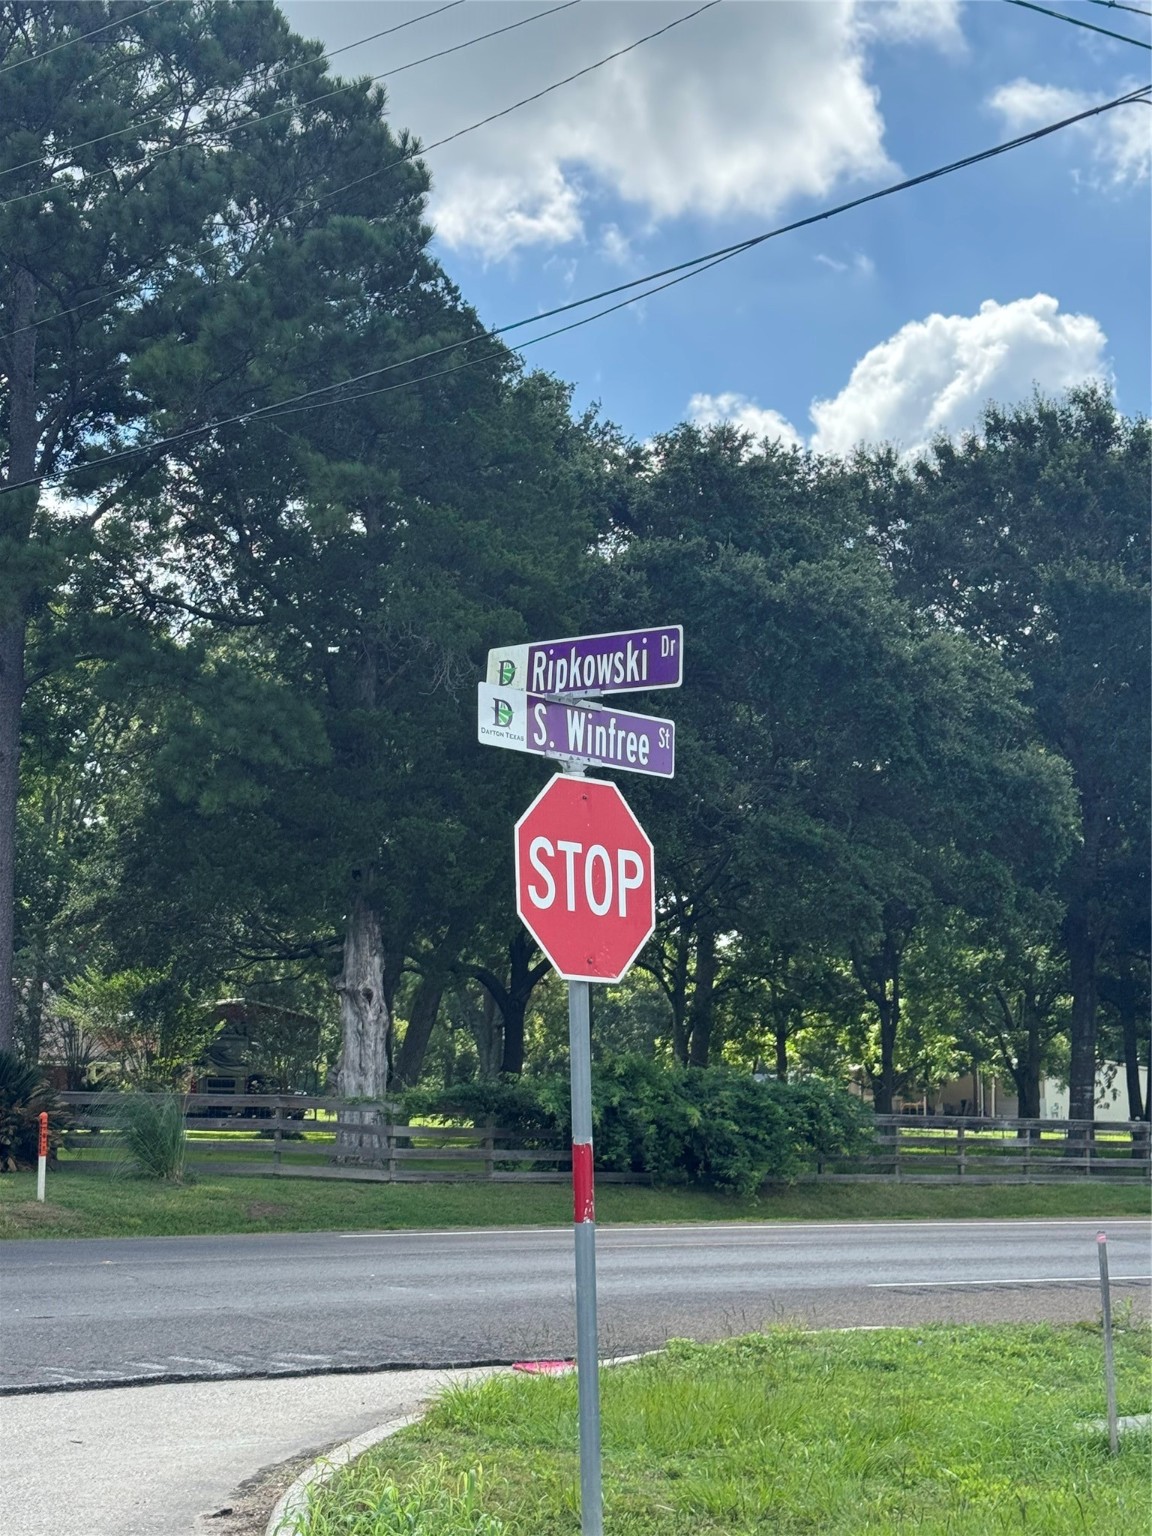 D Ripkowski Dr
D
DAYTON TEXAS
S. Winfree St
STOP